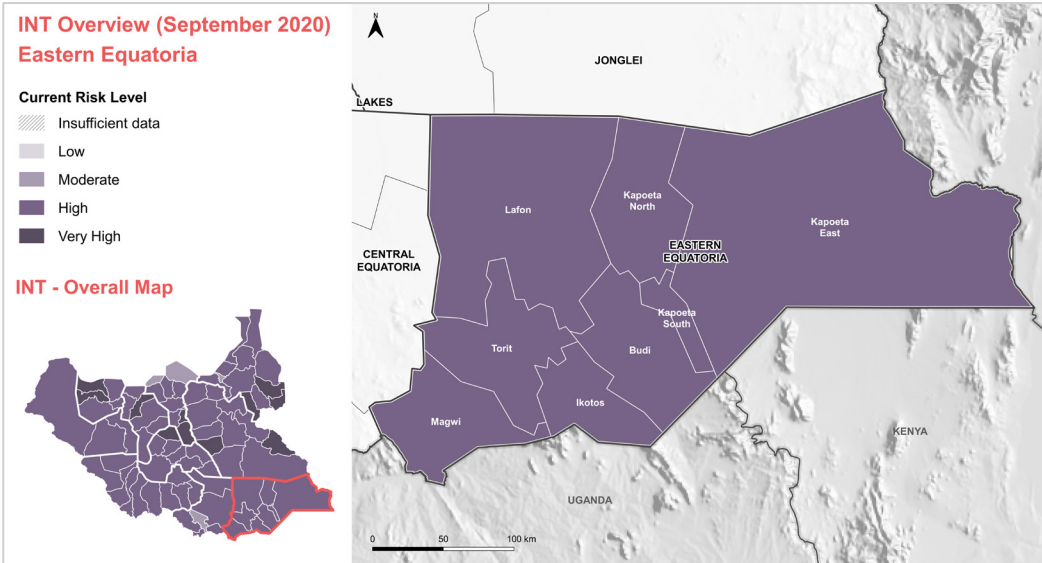 INT Overview (September 2020)
Eastern Equatoria
Current Risk Level
Insufficient data
Low
Moderate
High
Very High
INT - Overall Map
N
JONGLEI
LAKES
Lafon
Kapoeta
North
Kapoeta
East
EASTERN
EQUATORIA
CENTRAL
EQUATORIA
Kapoeta
South
Torit
Budi
Ikotos
Magwi
KENYA
UGANDA
0 50 100 km